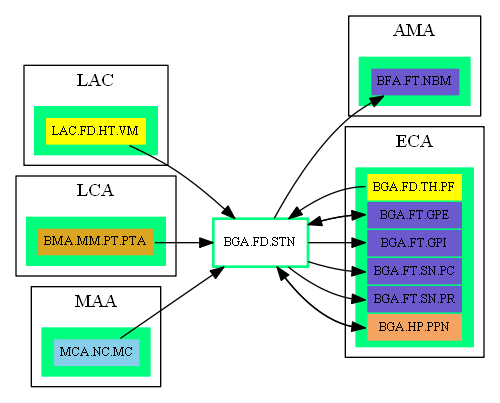 AMA
BFA.FT.NBM
LAC
LAC.FD.HT.VM
LCA
BMA.MM.PT.PTA
MAA
MCA.NC.MC
BGA.FD.STN
ECA
BGA.FD.TH.PF
BGA.FT.GPE
BGA.FT.GPI
BGA.FT.SN.PC
BGA.FT.SN.PR
BGA.HP.PPN